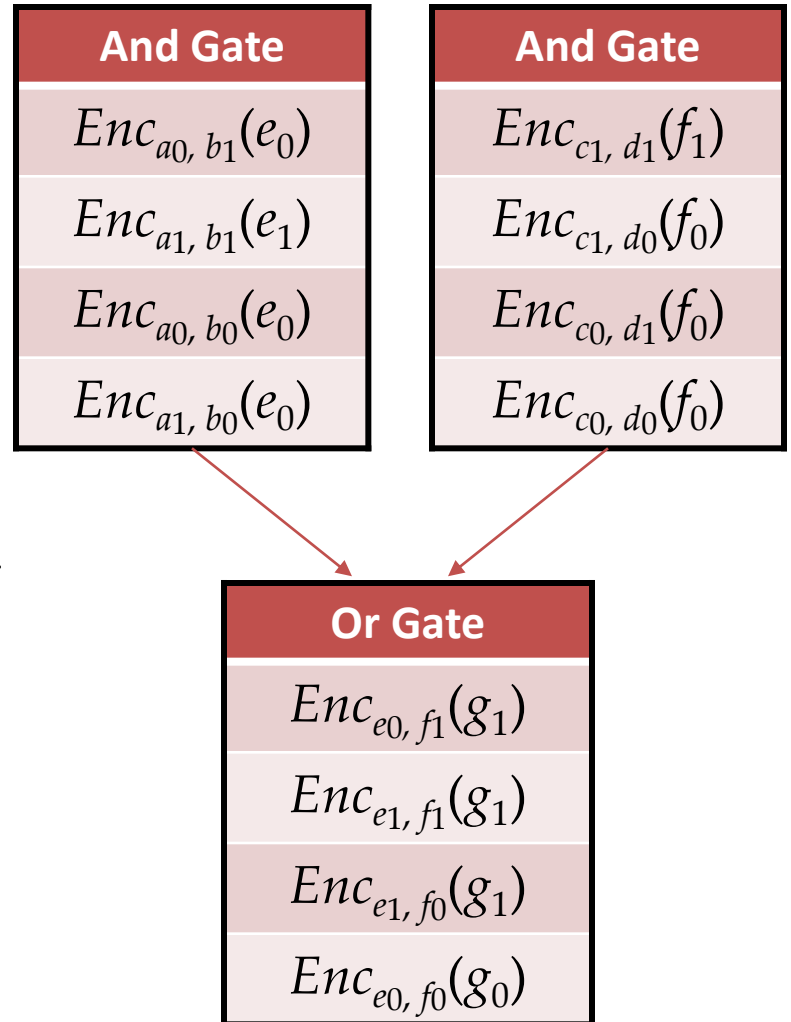 And Gate
Enc_{a0, b1}(e_0)
Enc_{a1, b1}(e_1)
Enc_{a0, b0}(e_0)
Enc_{a1, b0}(e_0)
And Gate
Enc_{c1, d1}(f_1)
Enc_{c1, d0}(f_0)
Enc_{c0, d1}(f_0)
Enc_{c0, d0}(f_0)
Or Gate
Enc_{e0, f1}(g_1)
Enc_{e1, f1}(g_1)
Enc_{e1, f0}(g_1)
Enc_{e0, f0}(g_0)